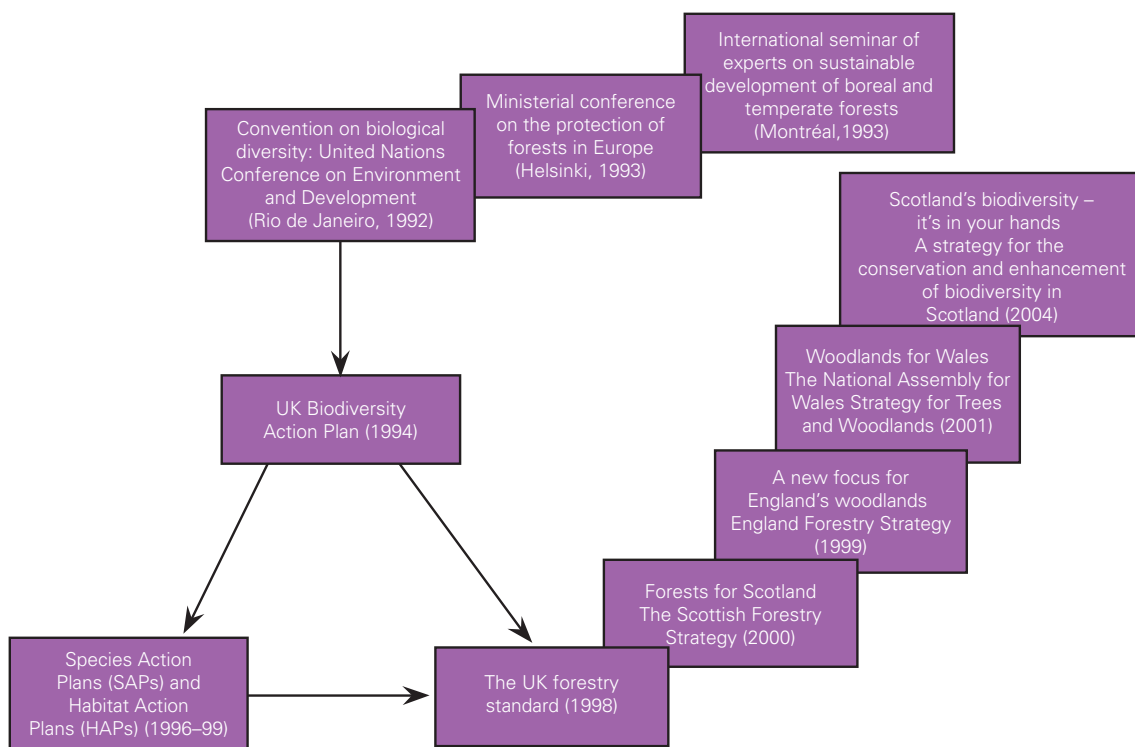 International seminar of
experts on sustainable
development of boreal and
temperate forests
(Montréal,1993)
Ministerial conference
on the protection of
forests in Europe
(Helsinki, 1993)
Convention on biological
diversity: United Nations
Conference on Environment
and Development
(Rio de Janeiro, 1992)
Scotland’s biodiversity –
it’s in your hands
A strategy for the
conservation and enhancement
of biodiversity in
Scotland (2004)
Woodlands for Wales
The National Assembly for
Wales Strategy for Trees
and Woodlands (2001)
UK Biodiversity
Action Plan (1994)
A new focus for
England’s woodlands
England Forestry Strategy
(1999)
Forests for Scotland
The Scottish Forestry
Strategy (2000)
Species Action
Plans (SAPs) and
Habitat Action
Plans (HAPs) (1996–99)
The UK forestry
standard (1998)